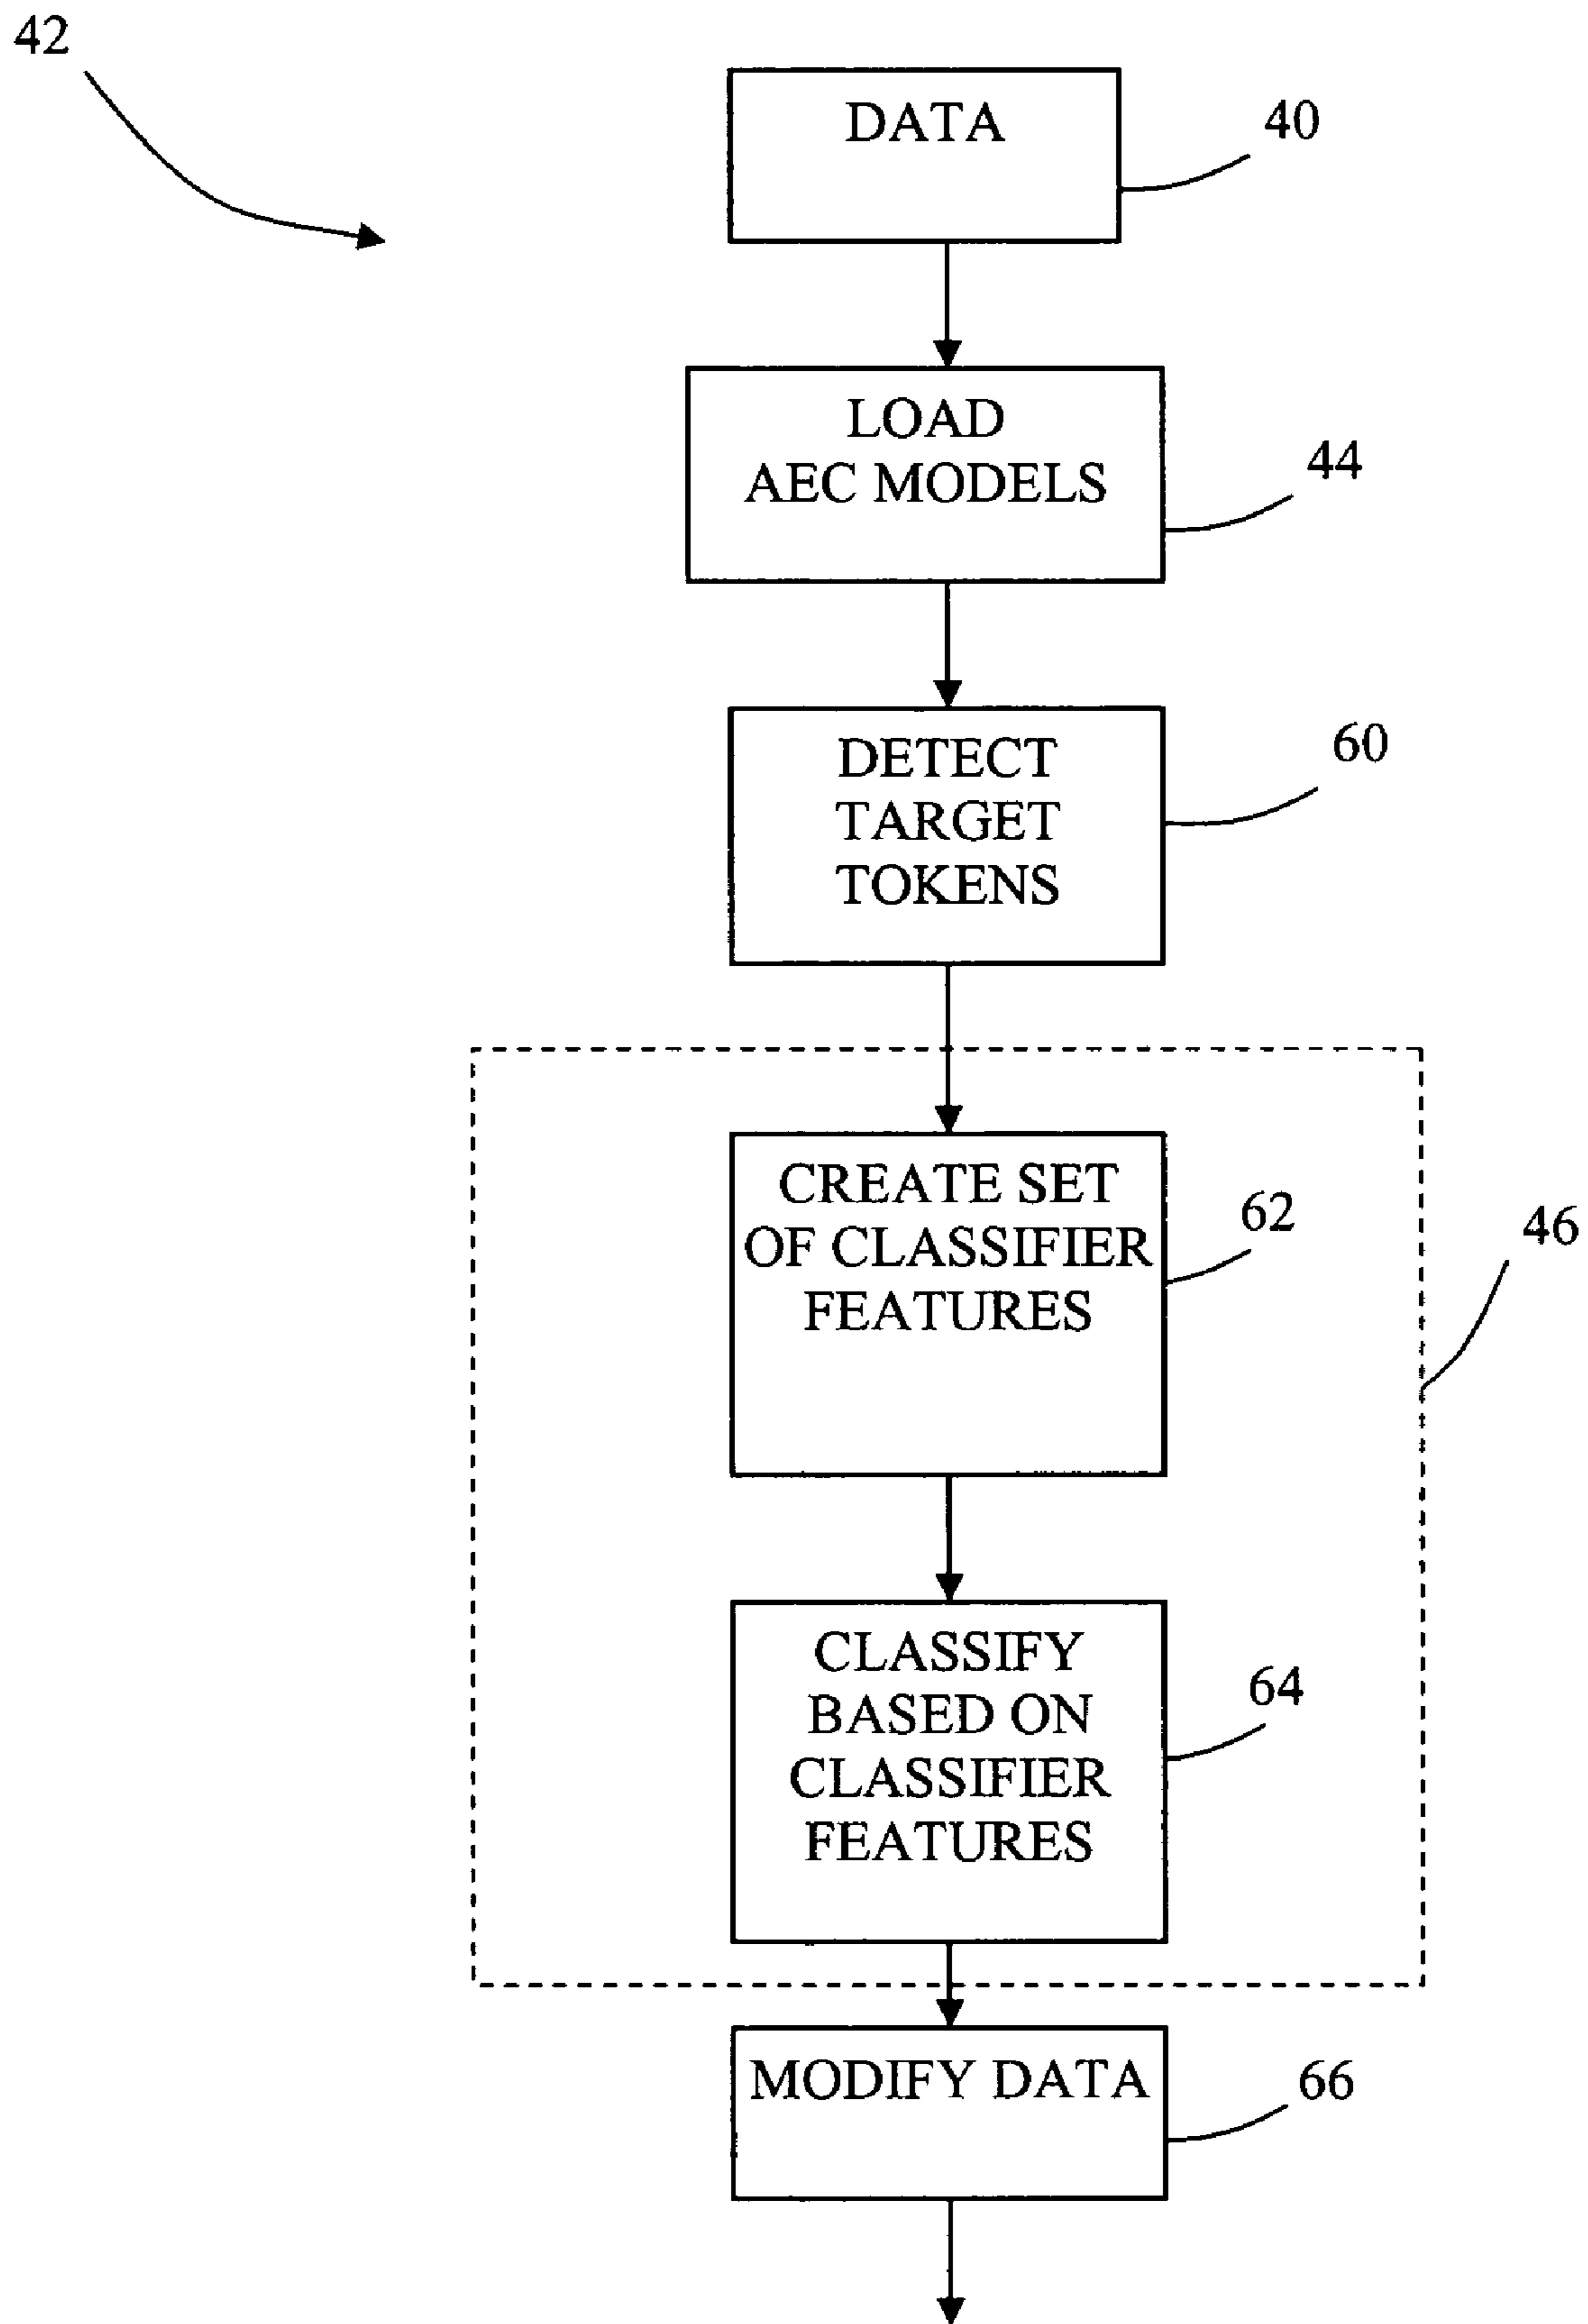 42
DATA
40
LOAD
AEC MODELS
44
DETECT
TARGET
TOKENS
60
CREATE SET
OF CLASSIFIER
FEATURES
62
46
CLASSIFY
BASED ON
CLASSIFIER
FEATURES
64
MODIFY DATA
66